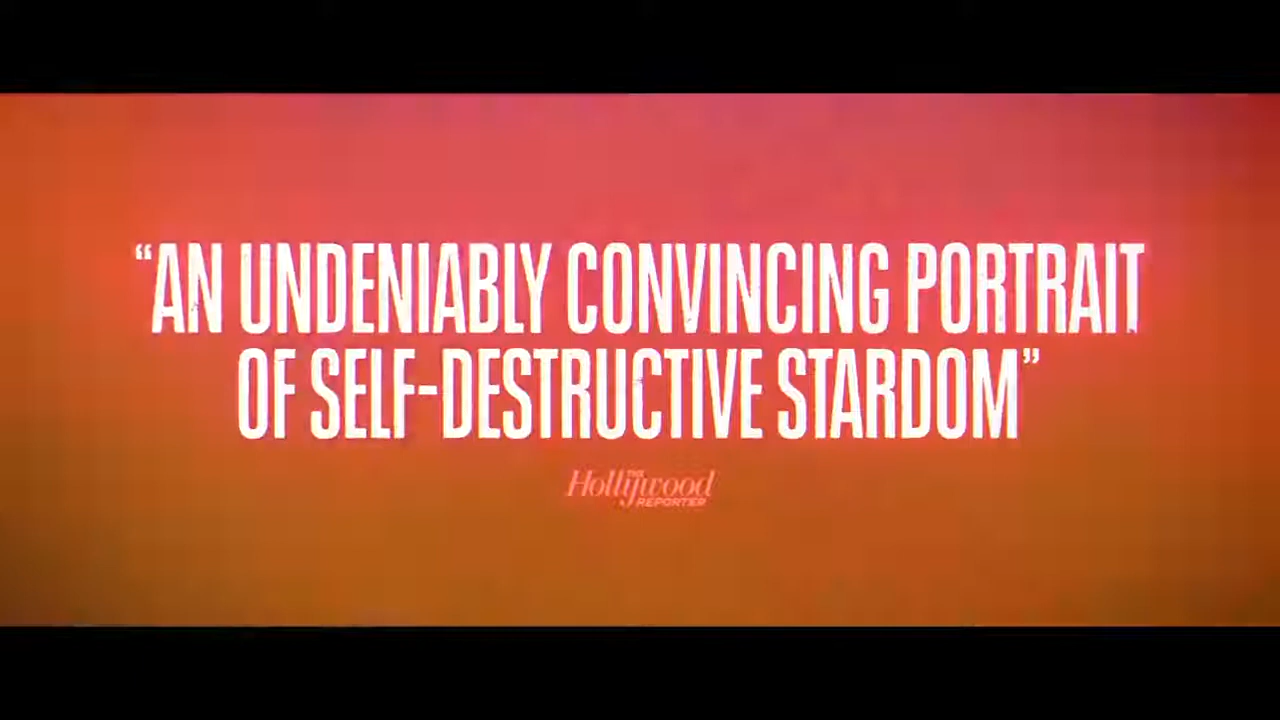 “AN UNDENIABLY CONVINCING PORTRAIT
OF SELF-DESTRUCTIVE STARDOM”
THE
Hollywood
REPORTER